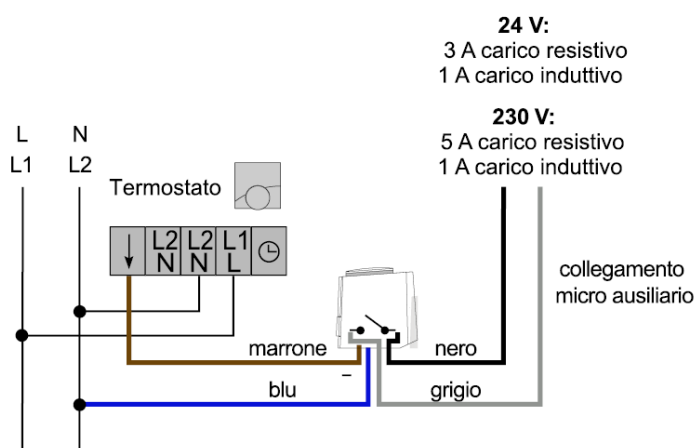 24 V:
3 A carico resistivo
1 A carico induttivo
230 V:
5 A carico resistivo
1 A carico induttivo
L N
L1 L2
Termostato
L2 L2 L1
N N L
collegamento
micro ausiliario
marrone nero
–
blu grigio